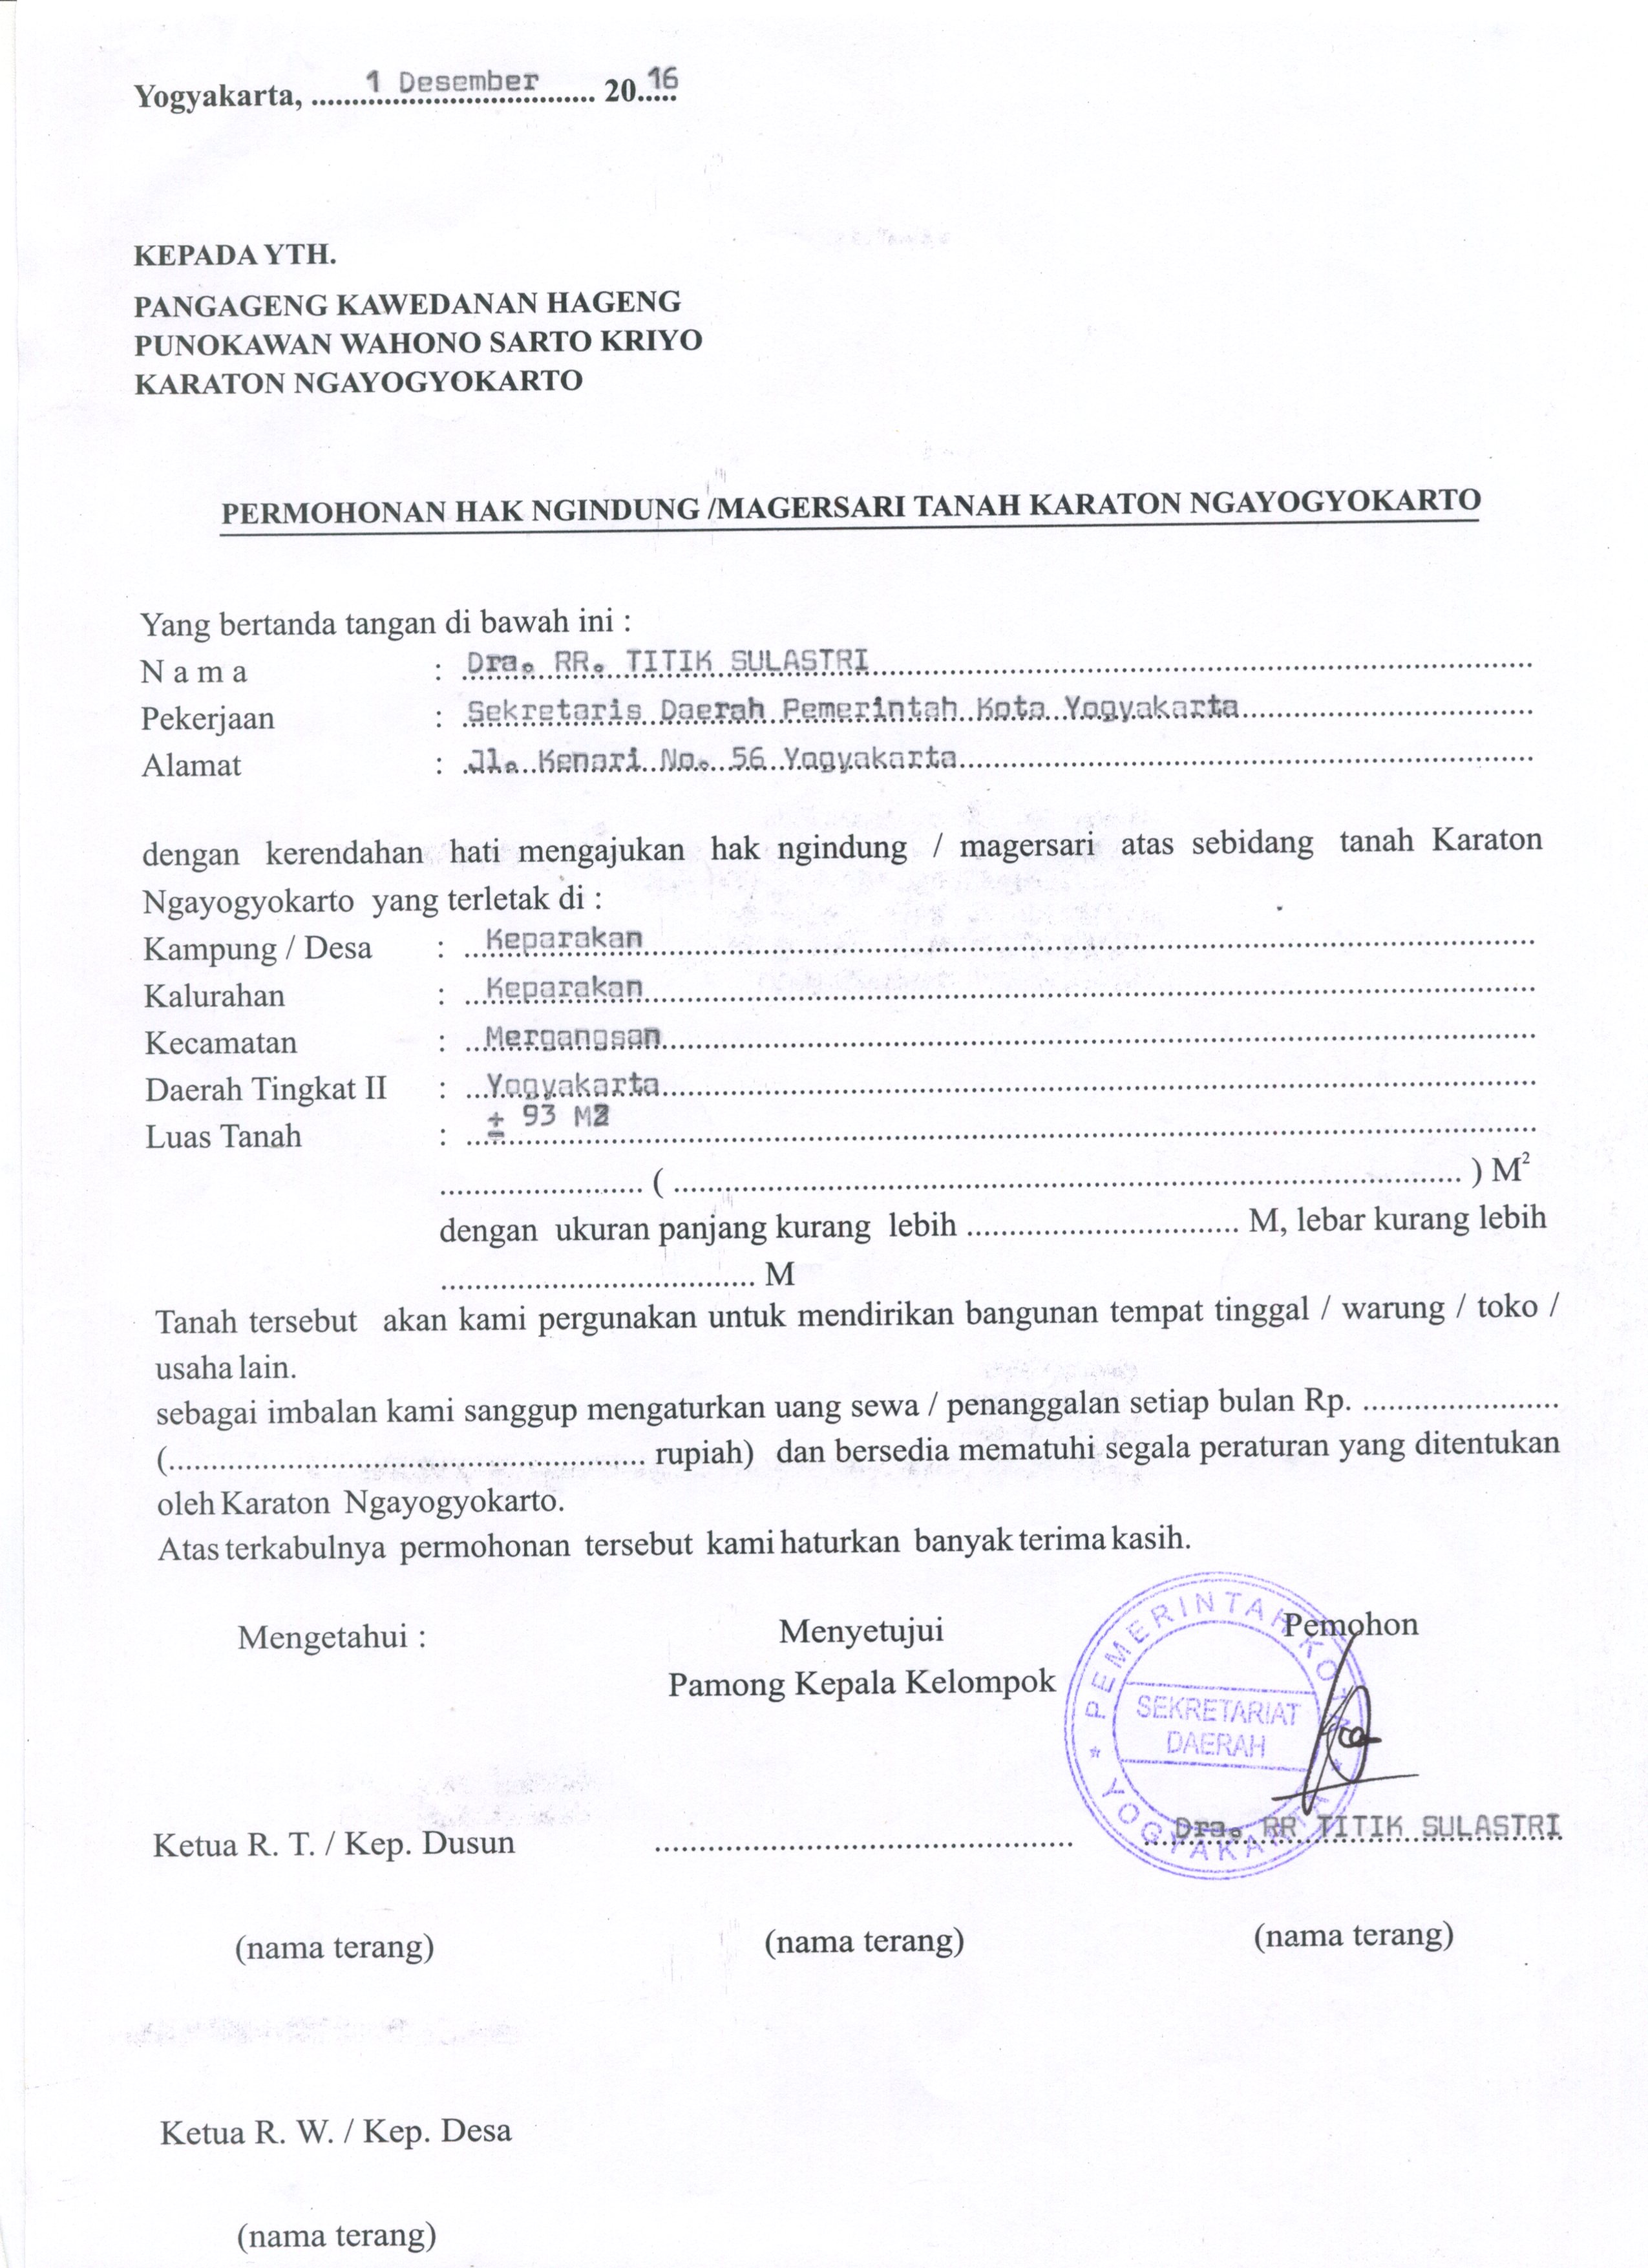 Yogyakarta, .......1 Desember....... 20 16
KEPADA YTH.
PANGAGENG KAWEDANAN HAGENG
PUNOKAWAN WAHONO SARTO KRIYO
KARATON NGAYOGYOKARTO
PERMOHONAN HAK NGINDUNG /MAGERSARI TANAH KARATON NGAYOGYOKARTO
Yang bertanda tangan di bawah ini :
N a m a : Dra. RR. TITIK SULASTRI
Pekerjaan : Sekretaris Daerah Pemerintah Kota Yogyakarta
Alamat : Jl. Kenari No. 56 Yogyakarta
dengan kerendahan hati mengajukan hak ngindung / magersari atas sebidang tanah Karaton
Ngayogyokarto yang terletak di :
Kampung / Desa : Keparakan
Kalurahan : Keparakan
Kecamatan : Mergangsan
Daerah Tingkat II : Yogyakarta
Luas Tanah : ± 93 M2
.................... ( .................... ) M²
dengan ukuran panjang kurang lebih .................... M, lebar kurang lebih
.................... M
Tanah tersebut akan kami pergunakan untuk mendirikan bangunan tempat tinggal / warung / toko /
usaha lain.
sebagai imbalan kami sanggup mengaturkan uang sewa / penanggalan setiap bulan Rp. ....................
(.................... rupiah) dan bersedia mematuhi segala peraturan yang ditentukan
oleh Karaton Ngayogyokarto.
Atas terkabulnya permohonan tersebut kami haturkan banyak terima kasih.
Mengetahui : Menyetujui Pemohon
Pamong Kepala Kelompok
PEMERINTAH KOTA
SEKRETARIAT
DAERAH
* YOGYAKARTA *
Ketua R. T. / Kep. Dusun .................... Dra. RR TITIK SULASTRI
(nama terang) (nama terang) (nama terang)
Ketua R. W. / Kep. Desa
(nama terang)